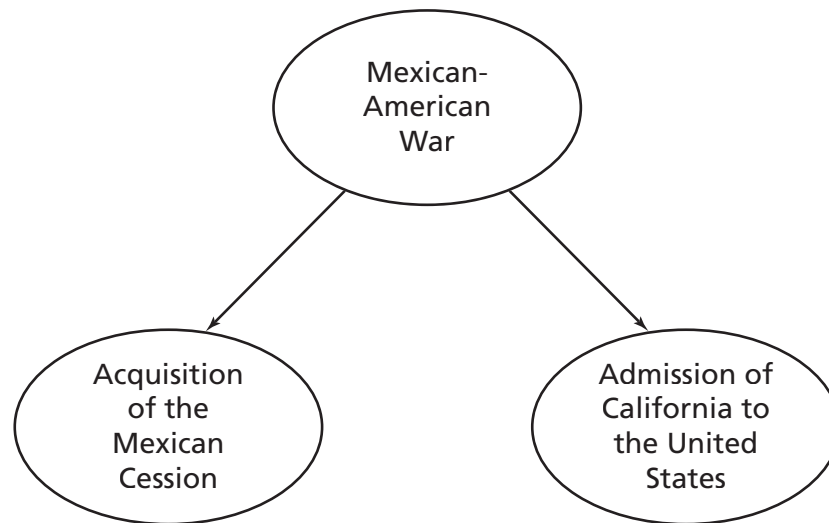 Mexican-
American
War
Acquisition
of the
Mexican
Cession
Admission of
California to
the United
States